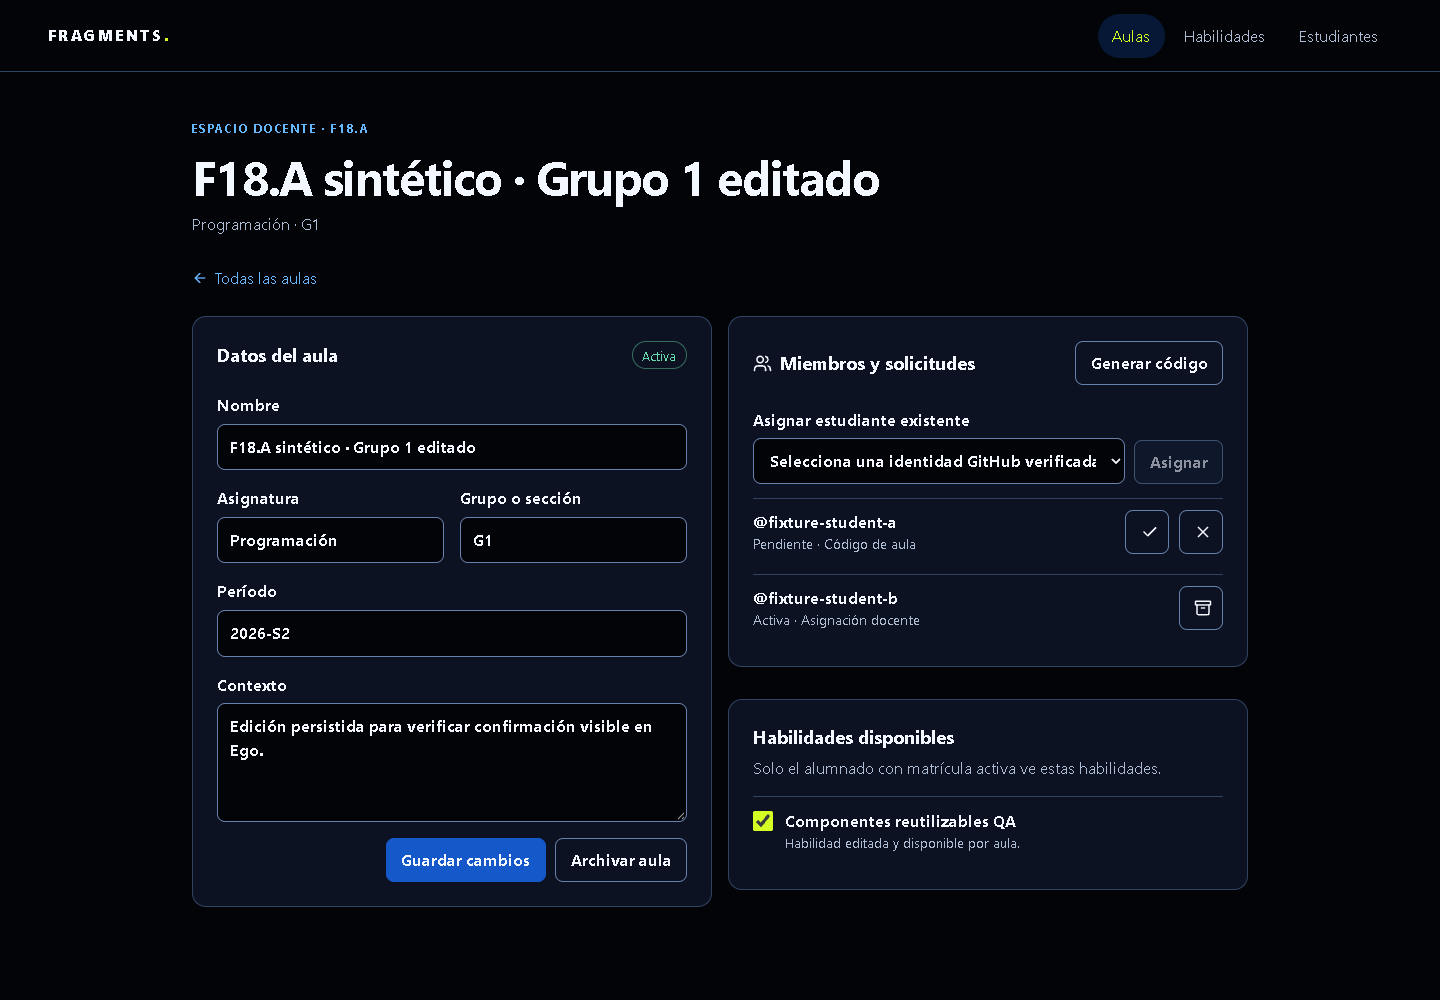 FRAGMENTS.
Aulas
Habilidades
Estudiantes
ESPACIO DOCENTE · F18.A
F18.A sintético · Grupo 1 editado
Programación · G1
← Todas las aulas
Datos del aula
Activa
Nombre
F18.A sintético · Grupo 1 editado
Asignatura
Grupo o sección
Programación
G1
Período
2026-S2
Contexto
Edición persistida para verificar confirmación visible en
Ego.
Guardar cambios
Archivar aula
Miembros y solicitudes
Generar código
Asignar estudiante existente
Selecciona una identidad GitHub verificada
Asignar
@fixture-student-a
Pendiente · Código de aula
@fixture-student-b
Activa · Asignación docente
Habilidades disponibles
Solo el alumnado con matrícula activa ve estas habilidades.
Componentes reutilizables QA
Habilidad editada y disponible por aula.